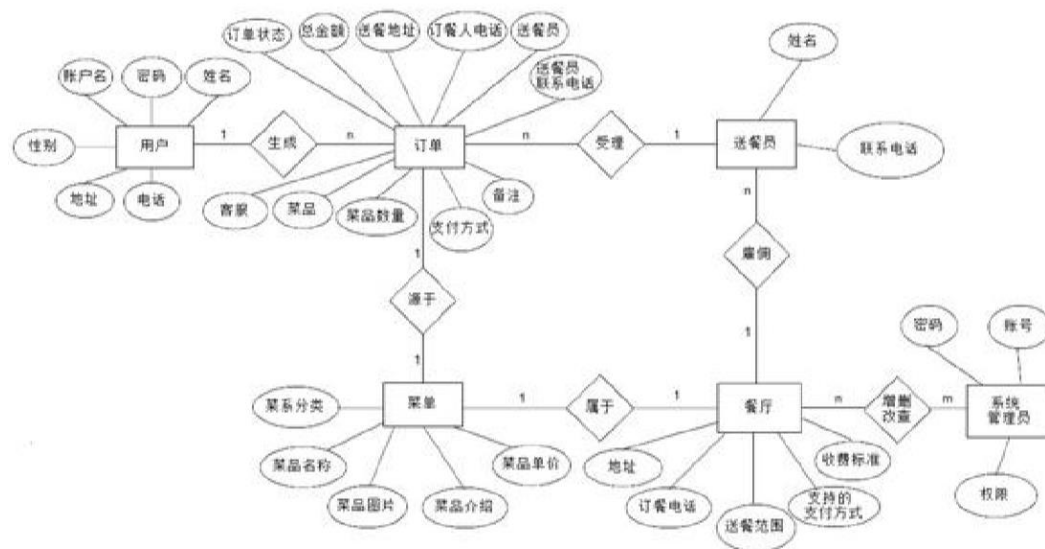 订单状态
总金额
送餐地址
订餐人电话
送餐员
姓名
账户名
密码
姓名
送餐员
联系电话
性别
用户
1
生成
n
订单
n
受理
1
送餐员
联系电话
地址
电话
客服
菜品
菜品数量
支付方式
备注
1
n
源于
雇佣
1
1
密码
账号
菜系分类
菜单
1
属于
1
餐厅
n
增删
改查
m
系统
管理员
菜品名称
菜品图片
菜品介绍
菜品单价
地址
订餐电话
送餐范围
支持的
支付方式
收费标准
权限